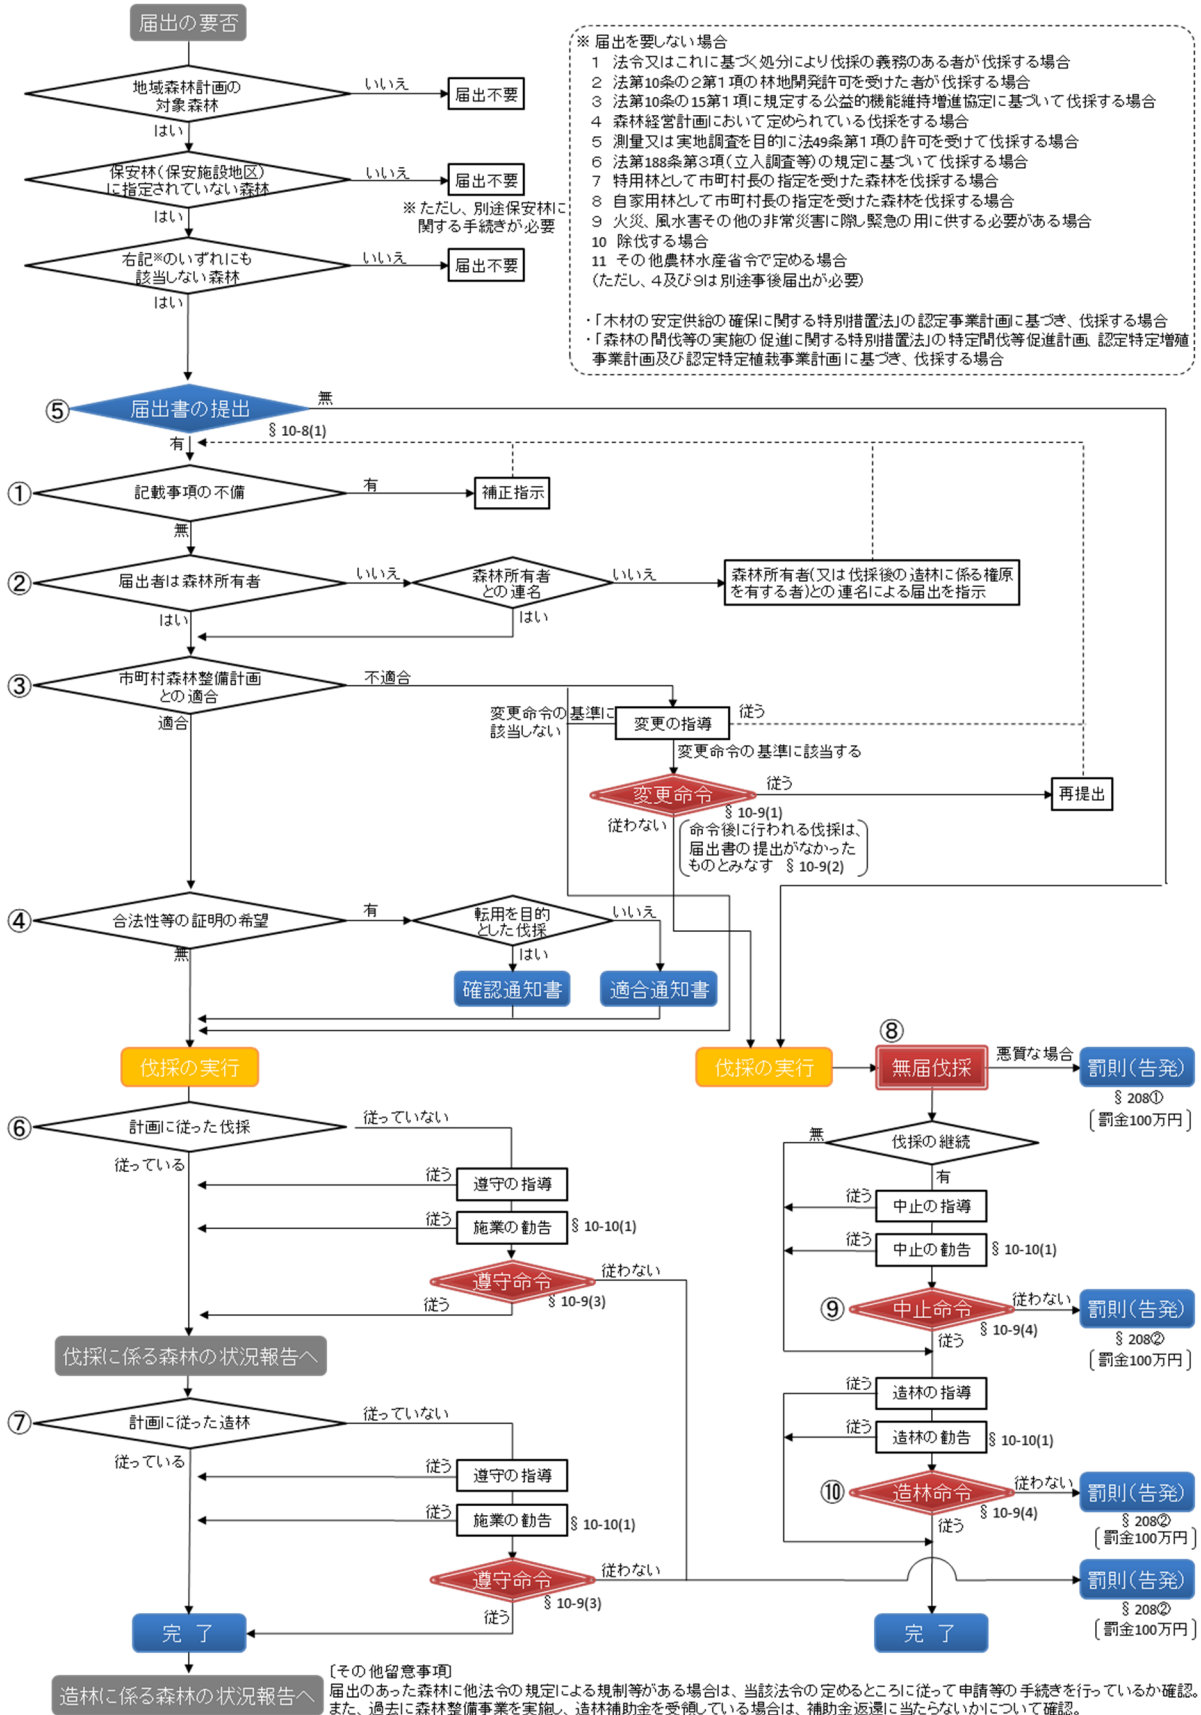 届出の要否
地域森林計画の
対象森林
いいえ
届出不要
はい
保安林(保安施設地区)
に指定されていない森林
いいえ
届出不要
※ただし、別途保安林に
関する手続きが必要
はい
右記※のいずれにも
該当しない森林
いいえ
届出不要
はい
※ 届出を要しない場合
1 法令又はこれに基づく処分により伐採の義務のある者が伐採する場合
2 法第10条の2第1項の林地開発許可を受けた者が伐採する場合
3 法第10条の15第1項に規定する公益的機能維持増進協定に基づいて伐採する場合
4 森林経営計画において定められている伐採をする場合
5 測量又は実地調査を目的に法49条第1項の許可を受けて伐採する場合
6 法第188条第3項(立入調査等)の規定に基づいて伐採する場合
7 特用林として市町村長の指定を受けた森林を伐採する場合
8 自家用林として市町村長の指定を受けた森林を伐採する場合
9 火災、風水害その他の非常災害に際し緊急の用に供する必要がある場合
10 除伐する場合
11 その他農林水産省令で定める場合
(ただし、4及び9は別途事後届出が必要)
・「木材の安定供給の確保に関する特別措置法」の認定事業計画に基づき、伐採する場合
・「森林の間伐等の実施の促進に関する特別措置法」の特定間伐等促進計画、認定特定増殖
事業計画及び認定特定植栽事業計画に基づき、伐採する場合
⑤
届出書の提出
無
§ 10-8(1)
有
①
記載事項の不備
有
補正指示
無
②
届出者は森林所有者
いいえ
森林所有者
との連名
いいえ
森林所有者(又は伐採後の造林に係る権原
を有する者)との連名による届出を指示
はい
はい
③
市町村森林整備計画
との適合
不適合
適合
変更命令の基準に
該当しない
変更の指導
従う
変更命令の基準に該当する
変更命令
従う
再提出
§ 10-9(1)
従わない
命令後に行われる伐採は、
届出書の提出がなかった
ものとみなす § 10-9(2)
④
合法性等の証明の希望
有
転用を目的
とした伐採
いいえ
無
はい
確認通知書
適合通知書
伐採の実行
伐採の実行
⑧
無届伐採
悪質な場合
罰則(告発)
§ 208①
〔罰金100万円〕
⑥
計画に従った伐採
従っていない
従っている
従う
遵守の指導
従う
施業の勧告
§ 10-10(1)
遵守命令
従わない
§ 10-9(3)
従う
無
伐採の継続
有
従う
中止の指導
従う
中止の勧告
§ 10-10(1)
⑨
中止命令
従わない
罰則(告発)
§ 10-9(4)
§ 208②
〔罰金100万円〕
従う
伐採に係る森林の状況報告へ
⑦
計画に従った造林
従っていない
従っている
従う
遵守の指導
従う
施業の勧告
§ 10-10(1)
遵守命令
従わない
§ 10-9(3)
従う
従う
造林の指導
従う
造林の勧告
§ 10-10(1)
⑩
造林命令
従わない
罰則(告発)
§ 10-9(4)
§ 208②
〔罰金100万円〕
従う
罰則(告発)
§ 208②
〔罰金100万円〕
完 了
完 了
造林に係る森林の状況報告へ
〔その他留意事項〕
届出のあった森林に他法令の規定による規制等がある場合は、当該法令の定めるところに従って申請等の手続きを行っているか確認。
また、過去に森林整備事業を実施し、造林補助金を受領している場合は、補助金返還に当たらないかについて確認。